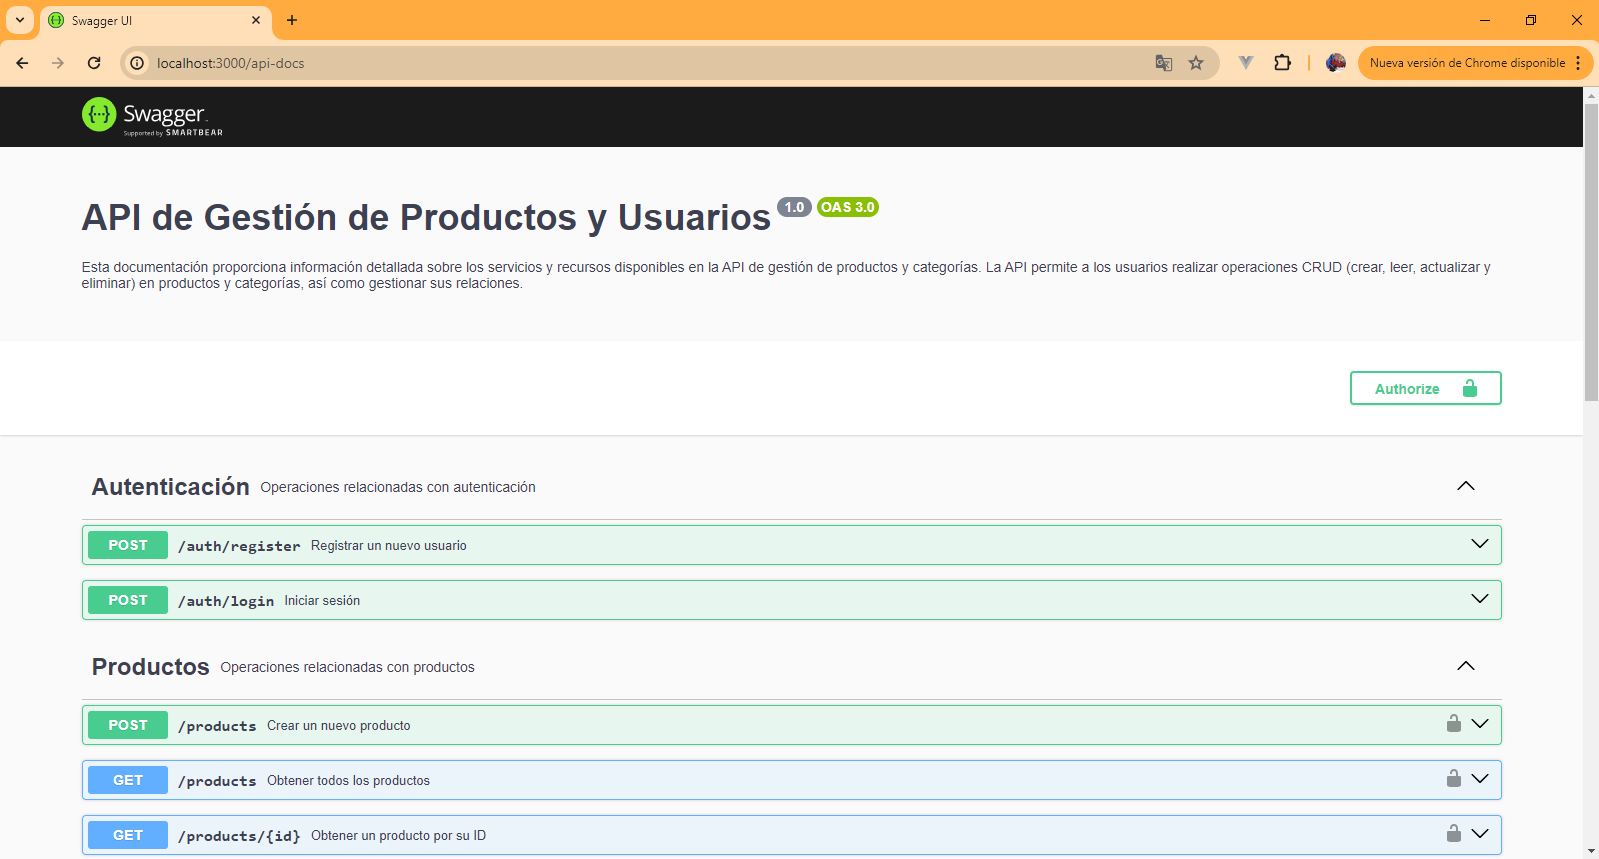 Swagger UI
localhost:3000/api-docs
Nueva versión de Chrome disponible
Swagger.
Supported by SMARTBEAR
API de Gestión de Productos y Usuarios 1.0 OAS 3.0
Esta documentación proporciona información detallada sobre los servicios y recursos disponibles en la API de gestión de productos y categorías. La API permite a los usuarios realizar operaciones CRUD (crear, leer, actualizar y
eliminar) en productos y categorías, así como gestionar sus relaciones.
Authorize
Autenticación Operaciones relacionadas con autenticación
POST /auth/register Registrar un nuevo usuario
POST /auth/login Iniciar sesión
Productos Operaciones relacionadas con productos
POST /products Crear un nuevo producto
GET /products Obtener todos los productos
GET /products/{id} Obtener un producto por su ID